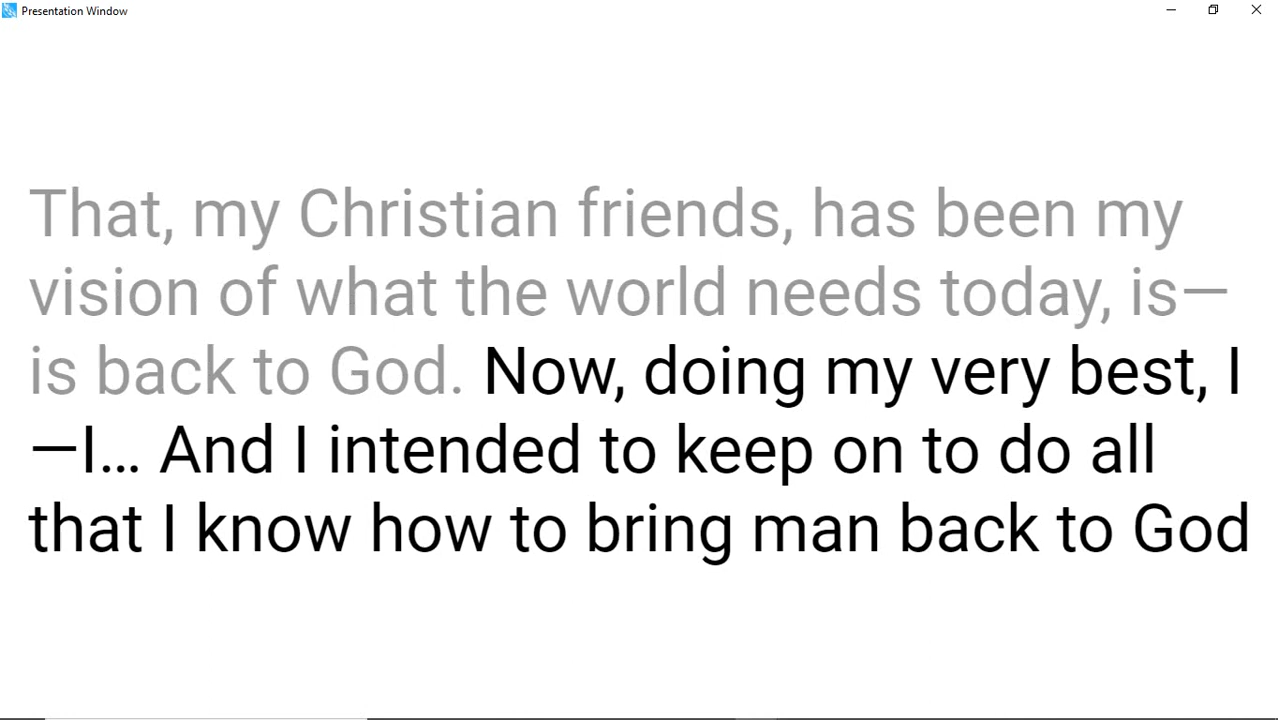 Presentation Window
That, my Christian friends, has been my
vision of what the world needs today, is—
is back to God. Now, doing my very best, I
—I… And I intended to keep on to do all
that I know how to bring man back to God